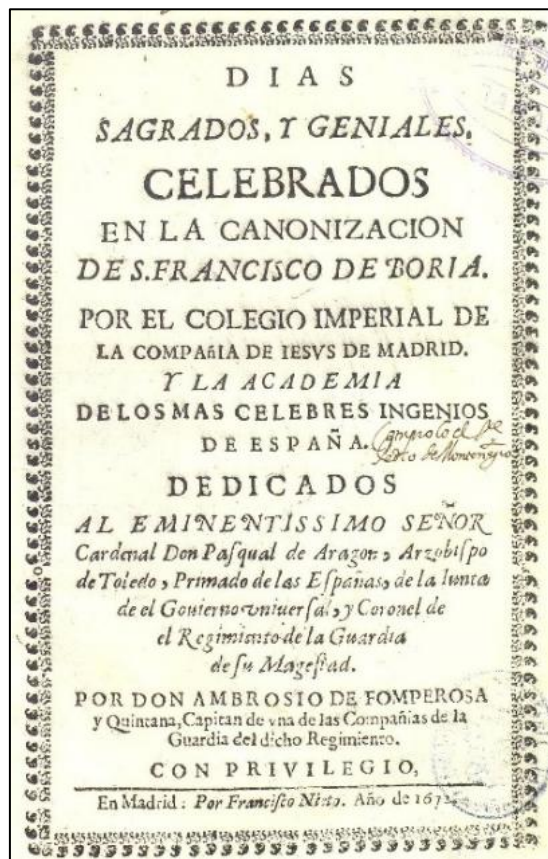 DIAS
SAGRADOS, Y GENIALES,
CELEBRADOS
EN LA CANONIZACION
DE S. FRANCISCO DE BORIA.
POR EL COLEGIO IMPERIAL DE
LA COMPAñIA DE IESVS DE MADRID.
Y LA ACADEMIA
DE LOS MAS CELEBRES INGENIOS
DE ESPAÑA.
DEDICADOS
AL EMINENTISSIMO SEÑOR
Cardenal Don Pasqual de Aragon, Arzobispo
de Toledo, Primado de las Españas, de la Iunta
de el Gouierno vniuersal, y Coronel de
el Regimiento de la Guardia
de su Magestad.
POR DON AMBROSIO DE FOMPEROSA
y Quintana, Capitan de vna de las Compañias de la
Guardia del dicho Regimiento.
CON PRIVILEGIO,
En Madrid: Por Francisco Nieto. Año de 1672.